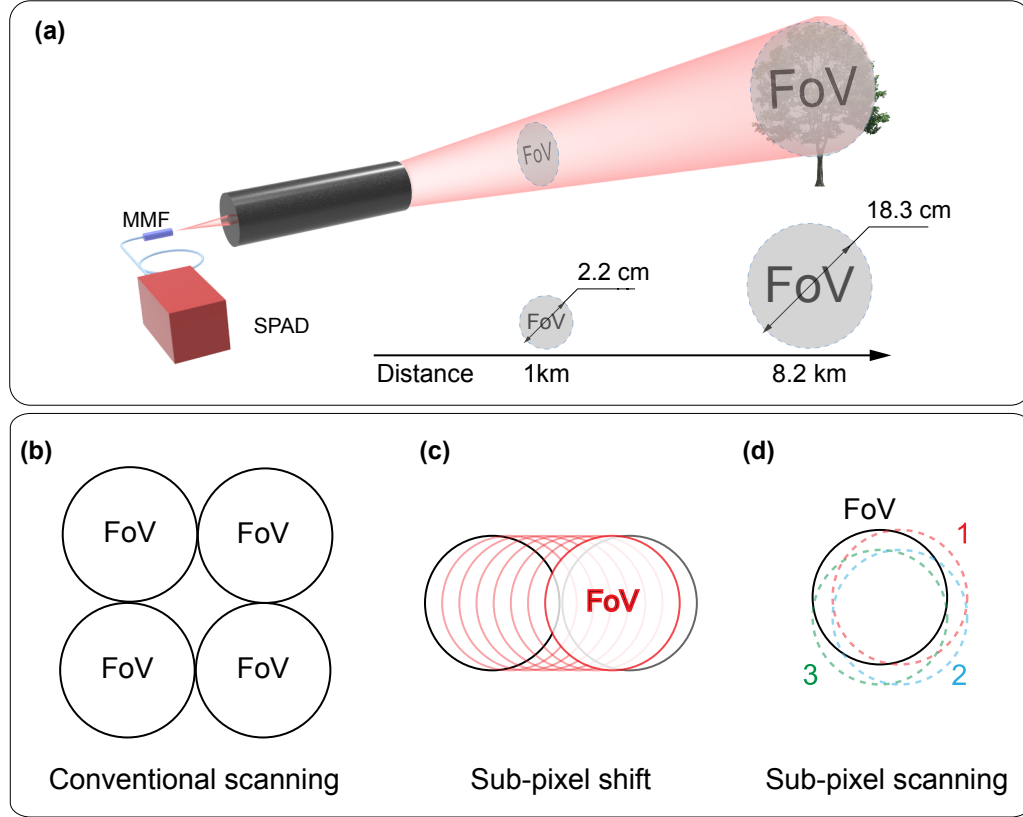 (a)
FoV
FoV
MMF
SPAD
18.3 cm
2.2 cm
FoV
FoV
Distance
1km
8.2 km
(b)
FoV
FoV
FoV
FoV
Conventional scanning
(c)
FoV
Sub-pixel shift
(d)
FoV
1
2
3
Sub-pixel scanning